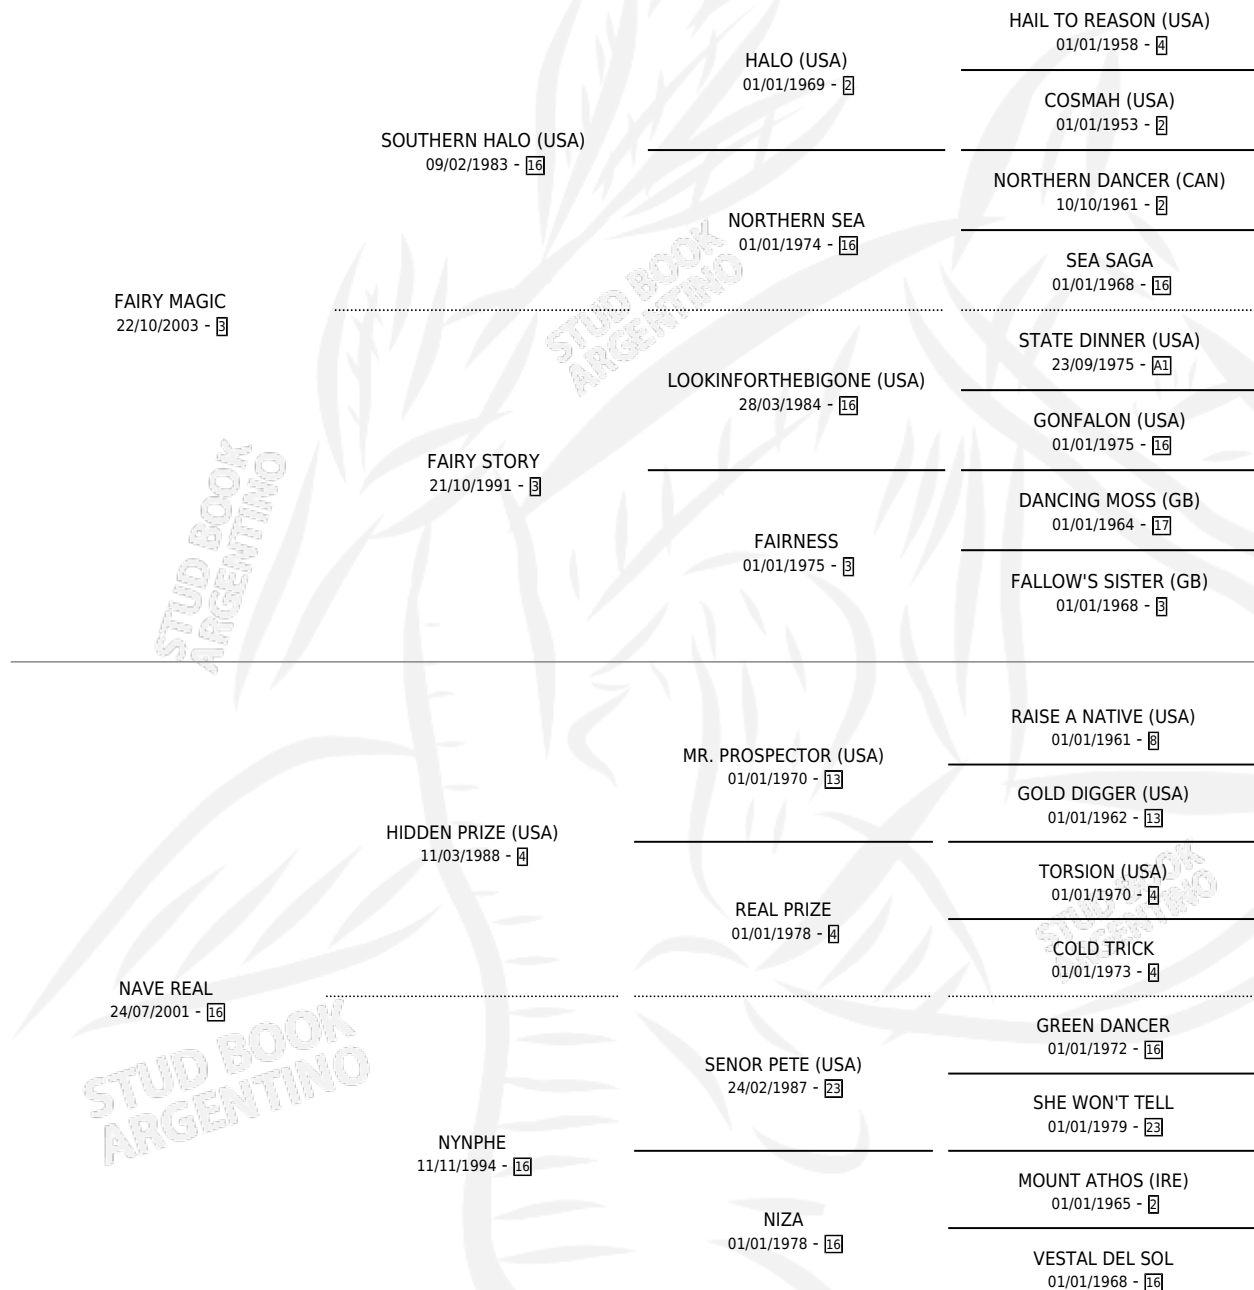 HAIL TO REASON (USA)
01/01/1958 - 4
HALO (USA)
01/01/1969 - 2
COSMAH (USA)
01/01/1953 - 2
SOUTHERN HALO (USA)
09/02/1983 - 16
NORTHERN DANCER (CAN)
10/10/1961 - 2
NORTHERN SEA
01/01/1974 - 16
SEA SAGA
01/01/1968 - 16
FAIRY MAGIC
22/10/2003 - 3
STATE DINNER (USA)
23/09/1975 - A1
LOOKINFORTHEBIGONE (USA)
28/03/1984 - 16
GONFALON (USA)
01/01/1975 - 16
FAIRY STORY
21/10/1991 - 3
DANCING MOSS (GB)
01/01/1964 - 17
FAIRNESS
01/01/1975 - 3
FALLOW'S SISTER (GB)
01/01/1968 - 3
RAISE A NATIVE (USA)
01/01/1961 - 8
MR. PROSPECTOR (USA)
01/01/1970 - 13
GOLD DIGGER (USA)
01/01/1962 - 13
HIDDEN PRIZE (USA)
11/03/1988 - 4
TORSION (USA)
01/01/1970 - 4
REAL PRIZE
01/01/1978 - 4
COLD TRICK
01/01/1973 - 4
NAVE REAL
24/07/2001 - 16
GREEN DANCER
01/01/1972 - 16
SENOR PETE (USA)
24/02/1987 - 23
SHE WON'T TELL
01/01/1979 - 23
NYNPHE
11/11/1994 - 16
MOUNT ATHOS (IRE)
01/01/1965 - 2
NIZA
01/01/1978 - 16
VESTAL DEL SOL
01/01/1968 - 16
STUD BOOK
ARGENTINO
STUD BOOK
ARGENTINO
STUD BOOK
ARGENTINO
STUD BOOK
ARGENTINO